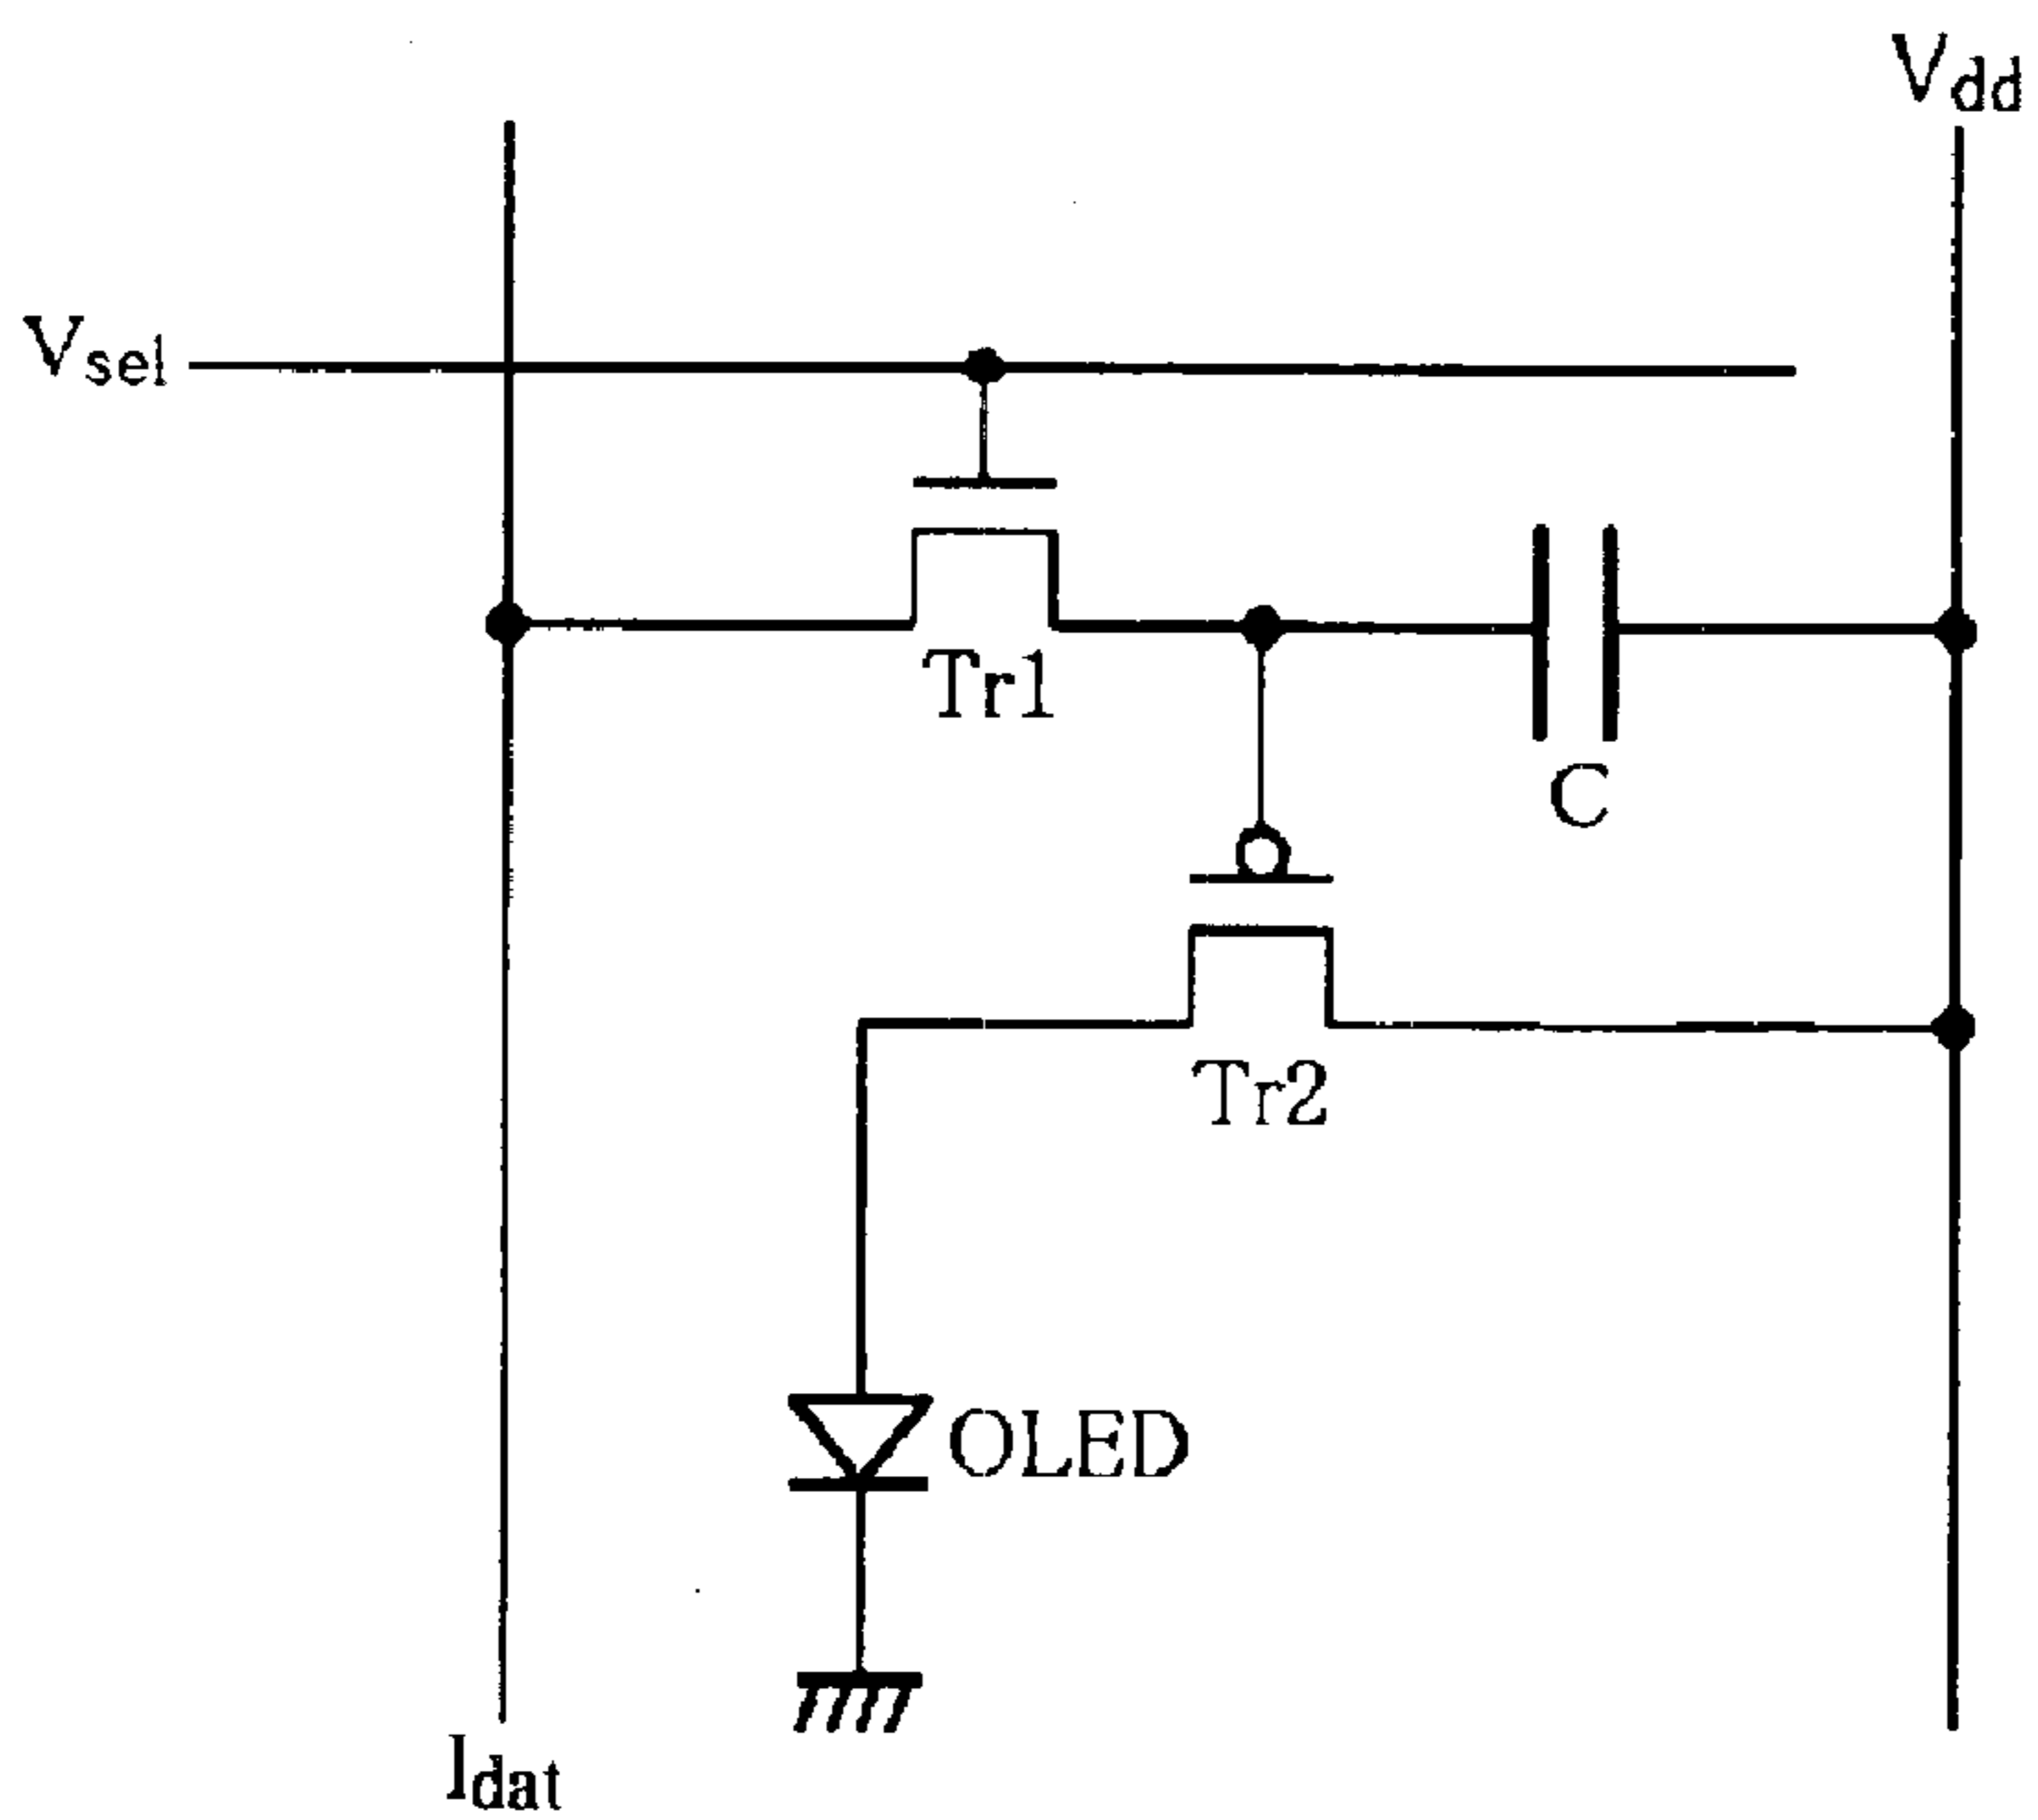 Vdd
Vsel
Tr1
C
Tr2
OLED
Idat